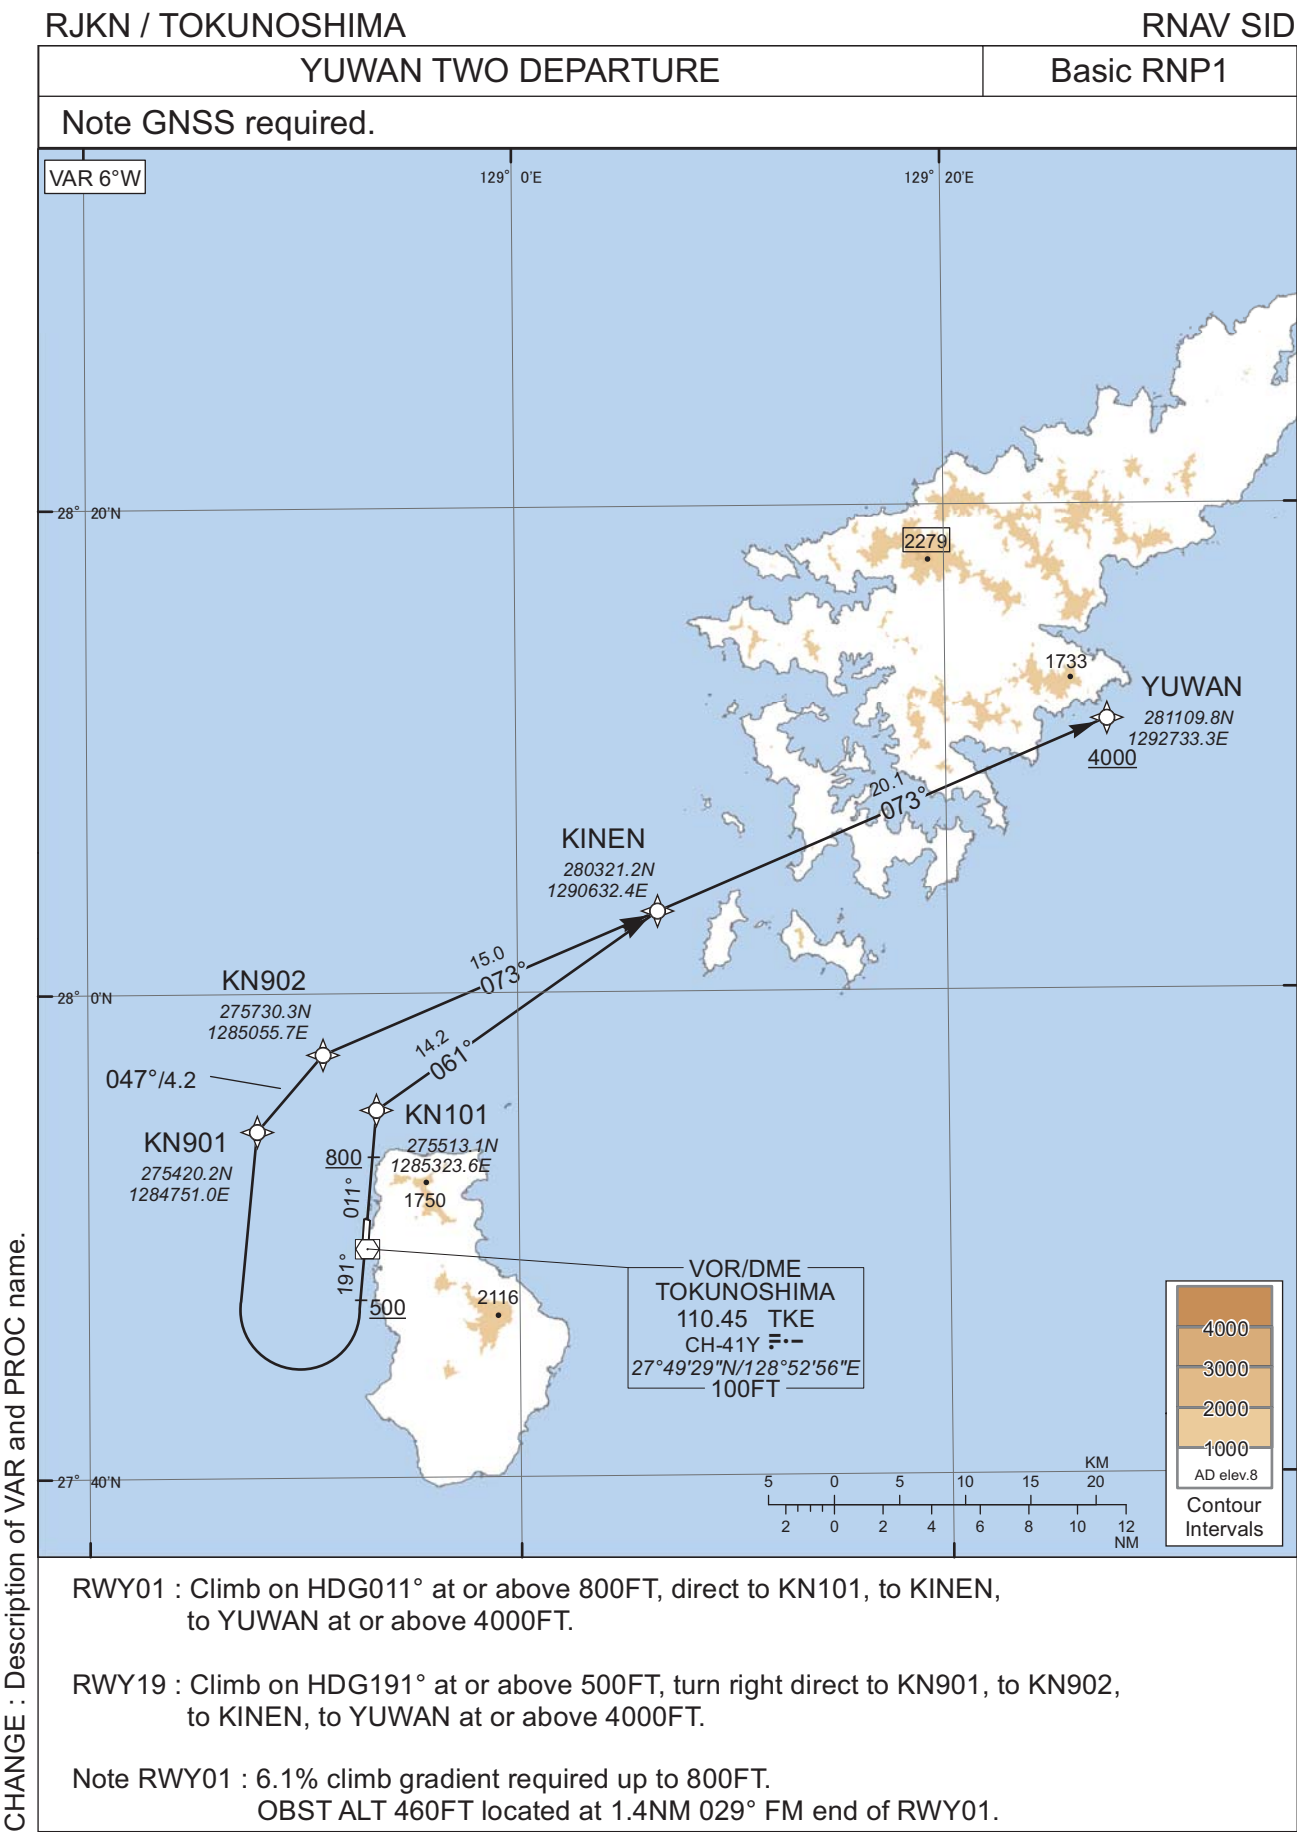 RJKN / TOKUNOSHIMA
RNAV SID
YUWAN TWO DEPARTURE
Basic RNP1
Note GNSS required.
VAR 6°W
129° 0'E
129° 20'E
28° 20'N
2279
1733
YUWAN
281109.8N
1292733.3E
4000
20.1
073°
KINEN
280321.2N
1290632.4E
15.0
073°
KN902
275730.3N
1285055.7E
28° 0'N
14.2
061°
047°/4.2
KN901
275420.2N
1284751.0E
KN101
275513.1N
1285323.6E
800
011°
1750
191°
500
2116
VOR/DME
TOKUNOSHIMA
110.45 TKE
CH-41Y
27°49'29"N/128°52'56"E
100FT
27° 40'N
KM
5 0 5 10 15 20
2 0 2 4 6 8 10 12
NM
4000
3000
2000
1000
AD elev.8
Contour
Intervals
RWY01 : Climb on HDG011° at or above 800FT, direct to KN101, to KINEN,
to YUWAN at or above 4000FT.
RWY19 : Climb on HDG191° at or above 500FT, turn right direct to KN901, to KN902,
to KINEN, to YUWAN at or above 4000FT.
Note RWY01 : 6.1% climb gradient required up to 800FT.
OBST ALT 460FT located at 1.4NM 029° FM end of RWY01.
CHANGE : Description of VAR and PROC name.